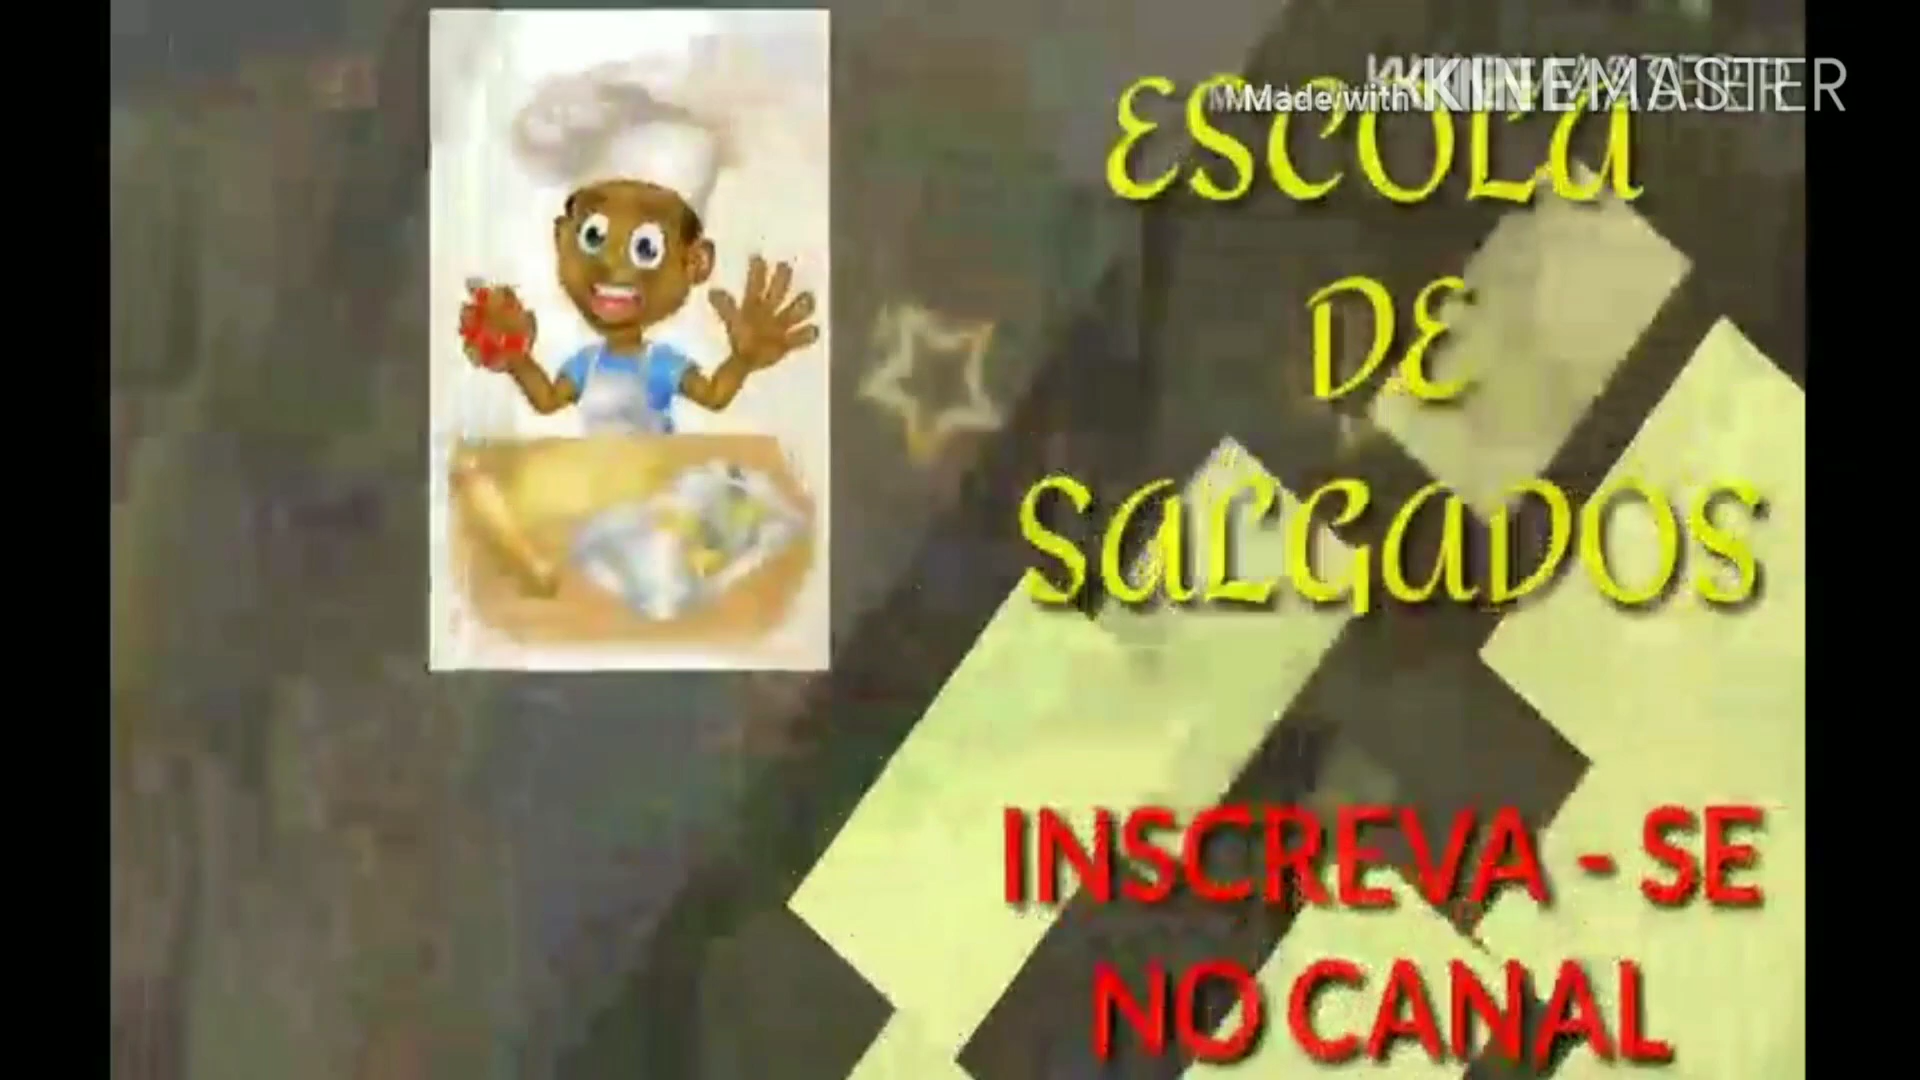 Made with KINEMASTER
ESCOLA
DE
SALGADOS
INSCREVA - SE
NO CANAL